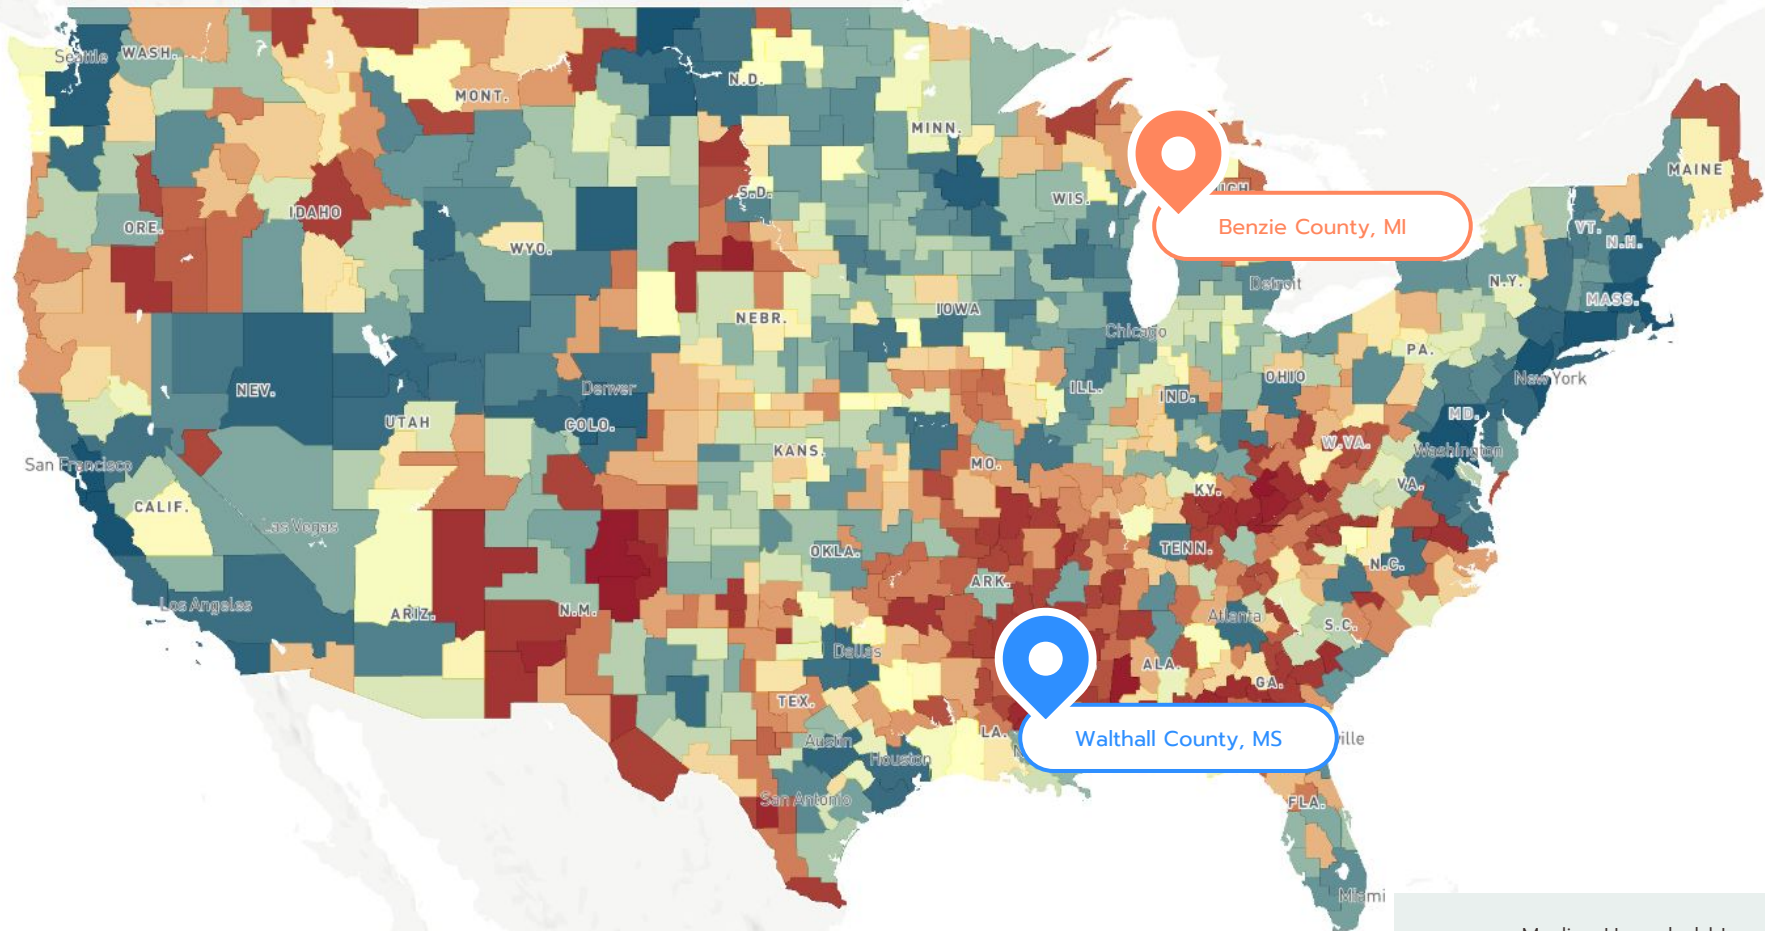 Seattle
WASH.
MONT.
N.D.
MINN.
MAINE
ORE.
IDAHO
WYO.
S.D.
WIS.
MICH
Benzie County, MI
VT.
N.H.
N.Y.
MASS.
Detroit
NEBR.
IOWA
Chicago
PA.
New York
NEV.
UTAH
Denver
COLO.
KANS.
MO.
ILL.
IND.
OHIO
MD.
W.VA.
Washington
VA.
San Francisco
CALIF.
Las Vegas
KY.
TENN.
N.C.
OKLA.
ARK.
Los Angeles
ARIZ.
N.M.
Atlanta
S.C.
Dallas
ALA.
GA.
TEX.
LA.
Walthall County, MS
ville
Austin
Houston
San Antonio
FLA.
Miami